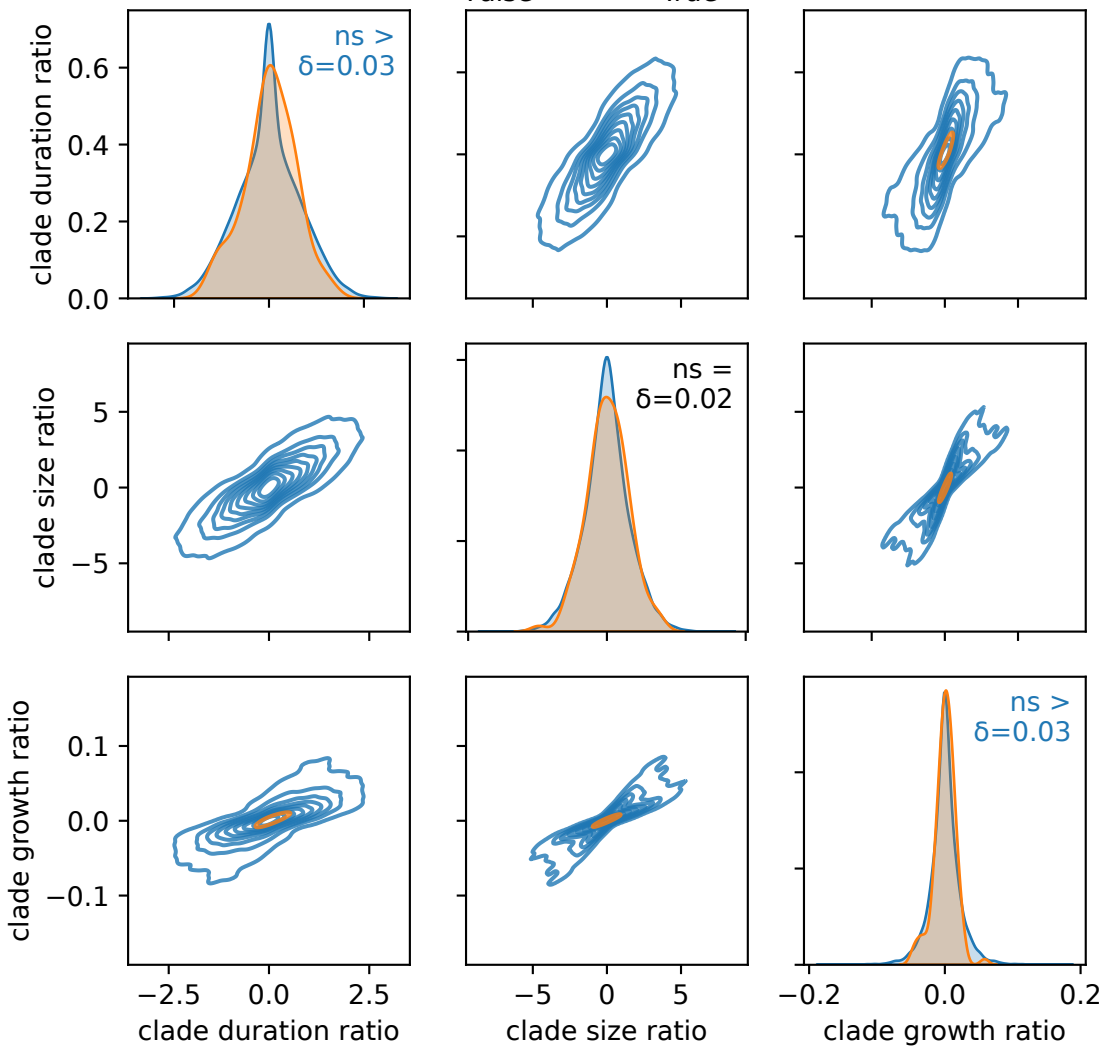 clade duration ratio
0.6
0.4
0.2
0.0
ns >
δ=0.03
clade size ratio
5
0
−5
ns =
δ=0.02
clade growth ratio
0.1
0.0
−0.1
ns >
δ=0.03
−2.5
0.0
2.5
clade duration ratio
−5
0
5
clade size ratio
−0.2
0.0
0.2
clade growth ratio